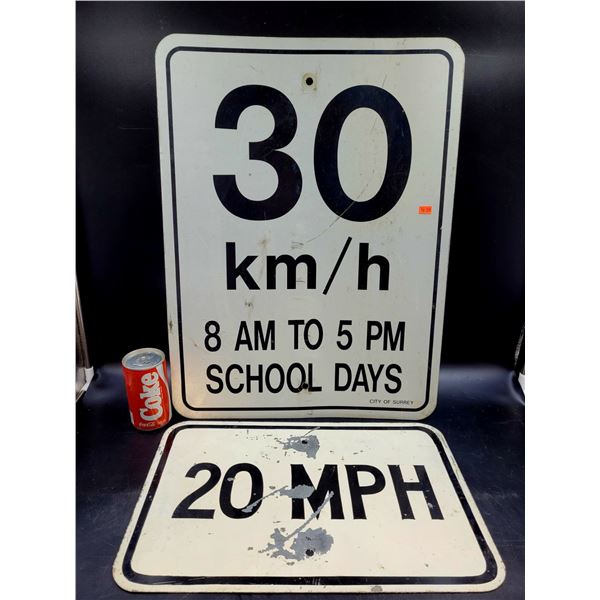 30
km/h
8 AM TO 5 PM
SCHOOL DAYS
CITY OF SURREY
Coke
20 MPH